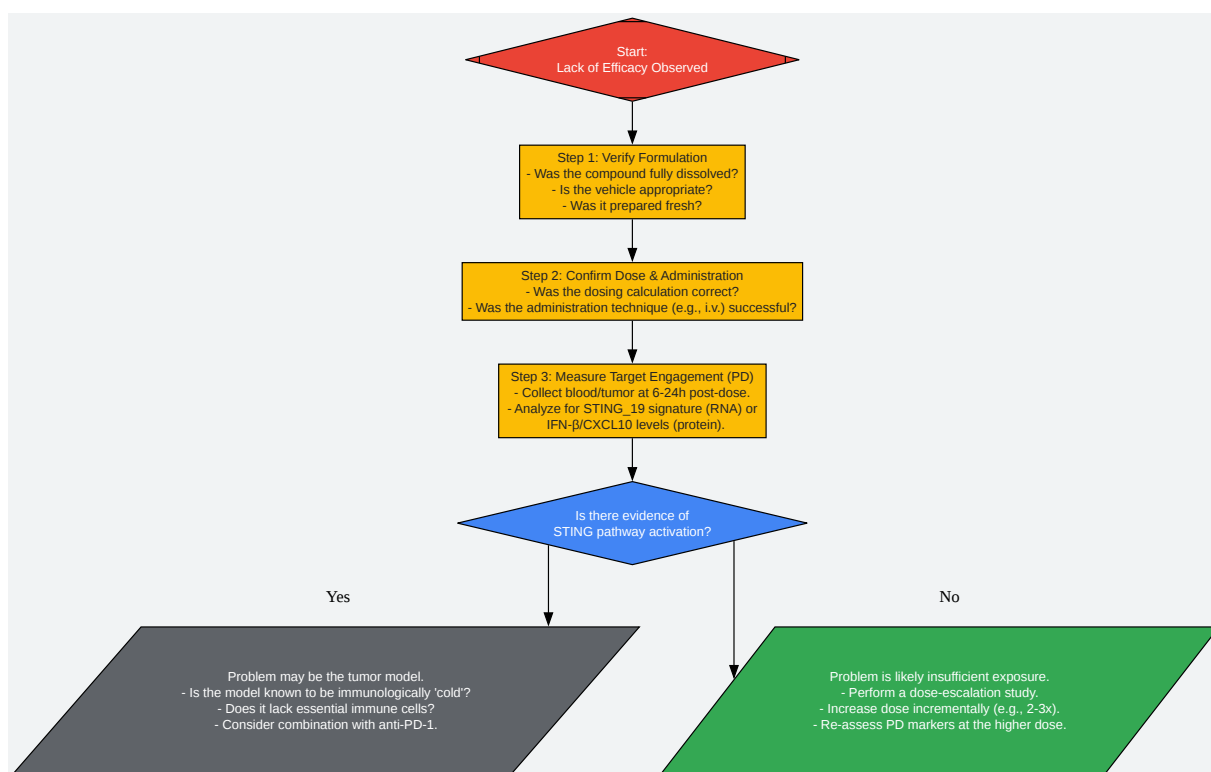 Start:
Lack of Efficacy Observed
Step 1: Verify Formulation
- Was the compound fully dissolved?
- Is the vehicle appropriate?
- Was it prepared fresh?
Step 2: Confirm Dose & Administration
- Was the dosing calculation correct?
- Was the administration technique (e.g., i.v.) successful?
Step 3: Measure Target Engagement (PD)
- Collect blood/tumor at 6-24h post-dose.
- Analyze for STING_19 signature (RNA) or
IFN-β/CXCL10 levels (protein).
Is there evidence of
STING pathway activation?
Yes
No
Problem may be the tumor model.
- Is the model known to be immunologically 'cold'?
- Does it lack essential immune cells?
- Consider combination with anti-PD-1.
Problem is likely insufficient exposure.
- Perform a dose-escalation study.
- Increase dose incrementally (e.g., 2-3x).
- Re-assess PD markers at the higher dose.